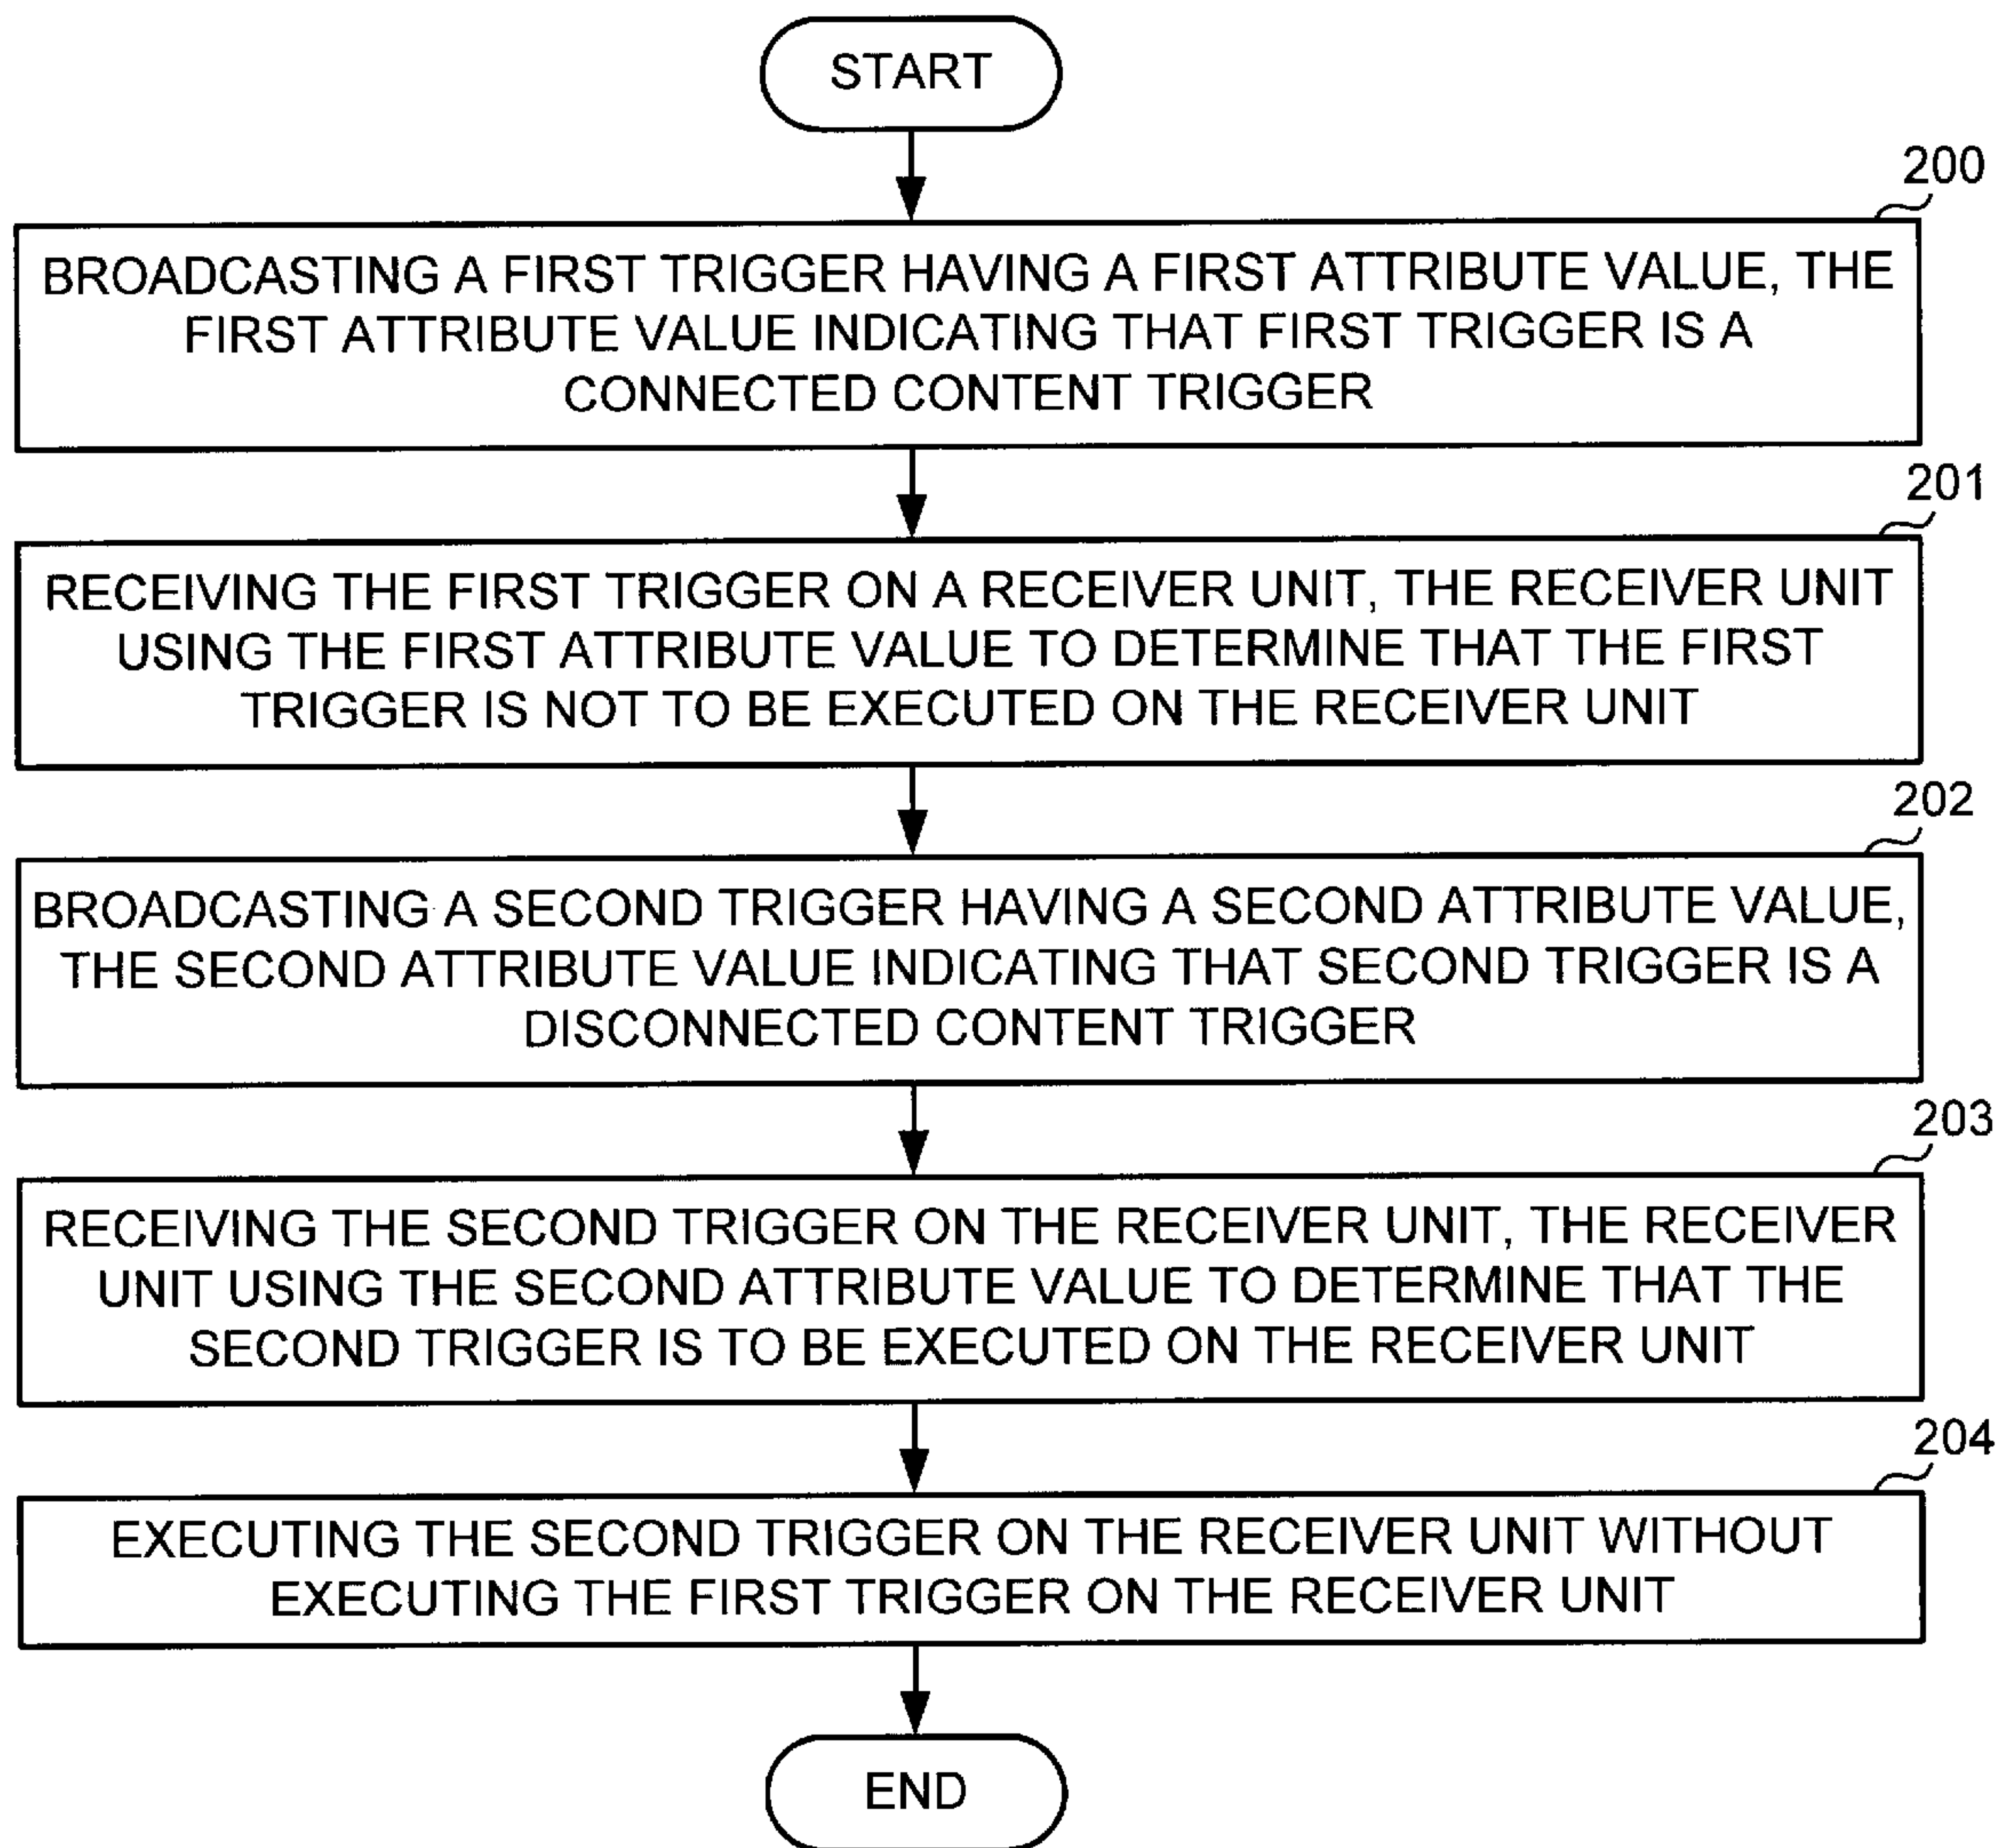 START
200
BROADCASTING A FIRST TRIGGER HAVING A FIRST ATTRIBUTE VALUE, THE
FIRST ATTRIBUTE VALUE INDICATING THAT FIRST TRIGGER IS A
CONNECTED CONTENT TRIGGER
201
RECEIVING THE FIRST TRIGGER ON A RECEIVER UNIT, THE RECEIVER UNIT
USING THE FIRST ATTRIBUTE VALUE TO DETERMINE THAT THE FIRST
TRIGGER IS NOT TO BE EXECUTED ON THE RECEIVER UNIT
202
BROADCASTING A SECOND TRIGGER HAVING A SECOND ATTRIBUTE VALUE,
THE SECOND ATTRIBUTE VALUE INDICATING THAT SECOND TRIGGER IS A
DISCONNECTED CONTENT TRIGGER
203
RECEIVING THE SECOND TRIGGER ON THE RECEIVER UNIT, THE RECEIVER
UNIT USING THE SECOND ATTRIBUTE VALUE TO DETERMINE THAT THE
SECOND TRIGGER IS TO BE EXECUTED ON THE RECEIVER UNIT
204
EXECUTING THE SECOND TRIGGER ON THE RECEIVER UNIT WITHOUT
EXECUTING THE FIRST TRIGGER ON THE RECEIVER UNIT
END